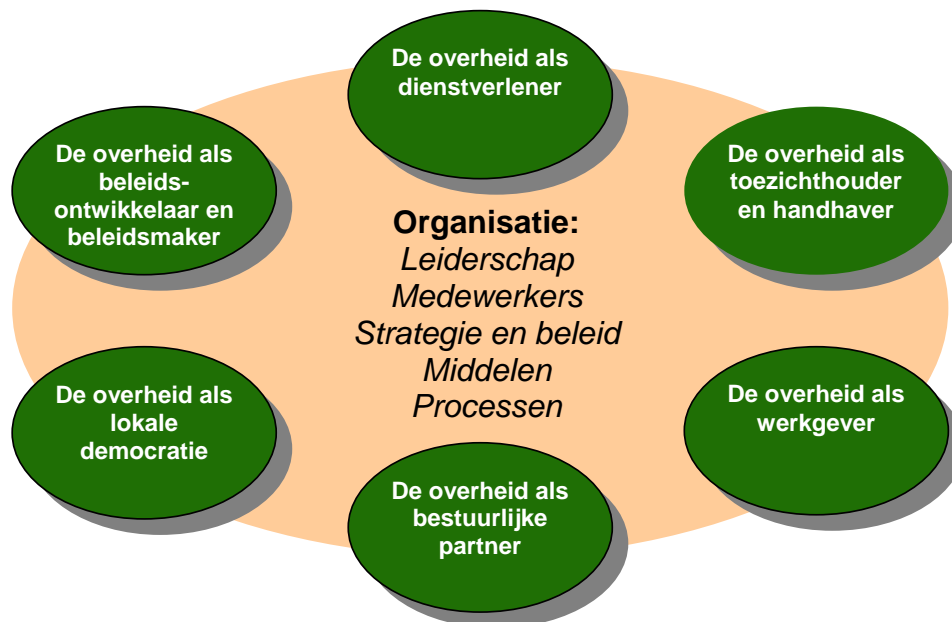 De overheid als
dienstverlener
De overheid als
beleids-
ontwikkelaar en
beleidsmaker
De overheid als
toezichthouder
en handhaver
Organisatie:
Leiderschap
Medewerkers
Strategie en beleid
Middelen
Processen
De overheid als
lokale
democratie
De overheid als
werkgever
De overheid als
bestuurlijke
partner